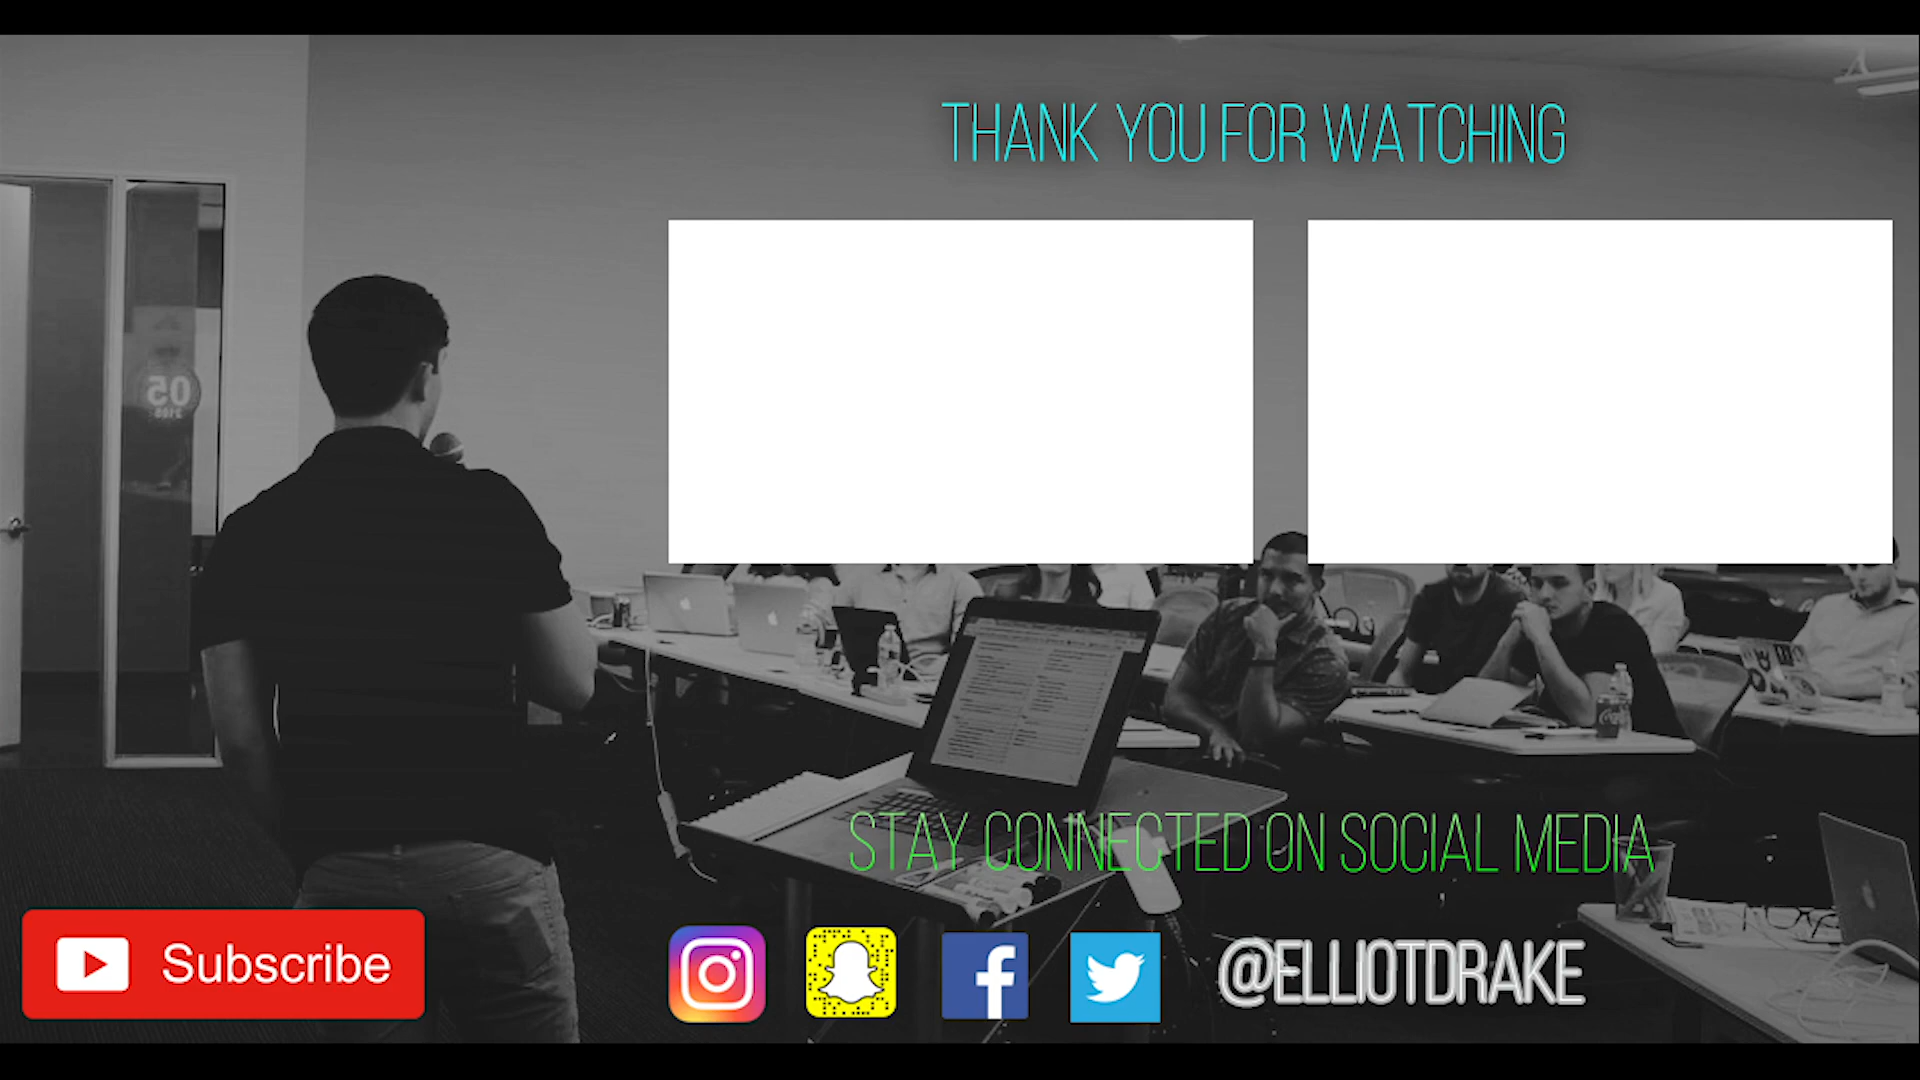 THANK YOU FOR WATCHING
STAY CONNECTED ON SOCIAL MEDIA
Subscribe
@ELLIOTDRAKE